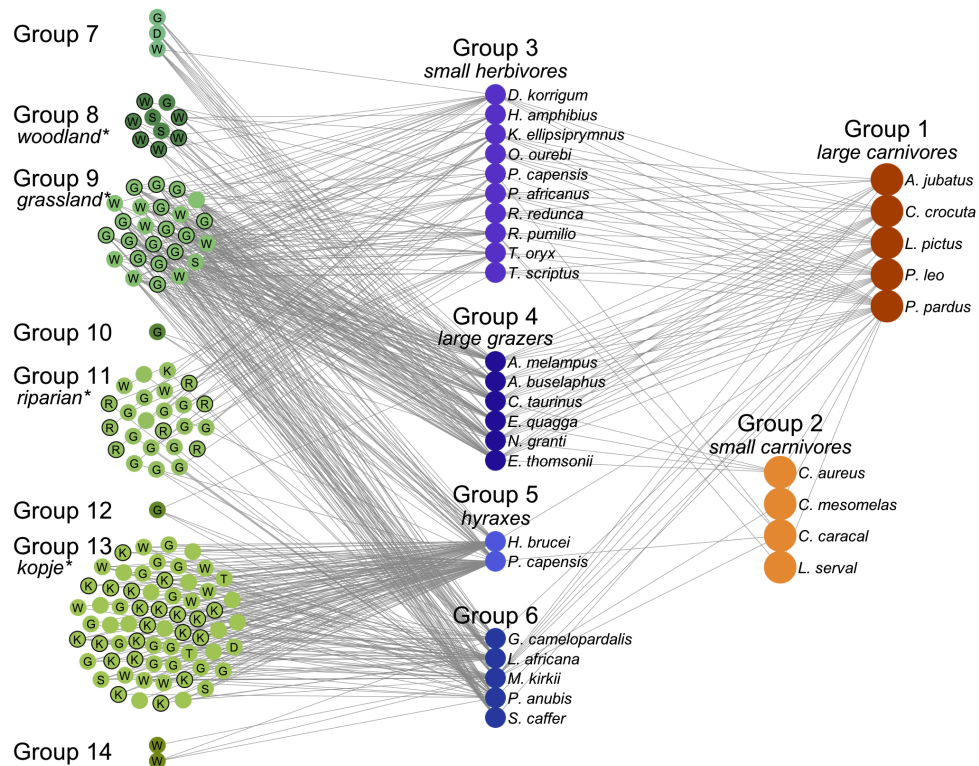 Group 7
G
D
W
Group 8
woodland*
W G
S W
W
S
W W
W
Group 9
grassland*
G G G
W W G W G
G W G G
G G G G W
W G G G S
W G W
Group 10
G
Group 11
riparian*
K
W W R
R G
G G G R
R G R G G
R G G R
G G G
Group 12
G
Group 13
kopje*
K W G
W G G G W T
K K K K G W W
W G K K K K K
G K K K K
K K G K G G T D
G K K G G G G
S W W W K S
K K
Group 14
W
W
Group 3
small herbivores
D. korrigum
H. amphibius
K. ellipsiprymnus
O. ourebi
P. capensis
P. africanus
R. redunca
R. pumilio
T. oryx
T. scriptus
Group 4
large grazers
A. melampus
A. buselaphus
C. taurinus
E. quagga
N. granti
E. thomsonii
Group 5
hyraxes
H. brucei
P. capensis
Group 6
G. camelopardalis
L. africana
M. kirkii
P. anubis
S. caffer
Group 1
large carnivores
A. jubatus
C. crocuta
L. pictus
P. leo
P. pardus
Group 2
small carnivores
C. aureus
C. mesomelas
C. caracal
L. serval